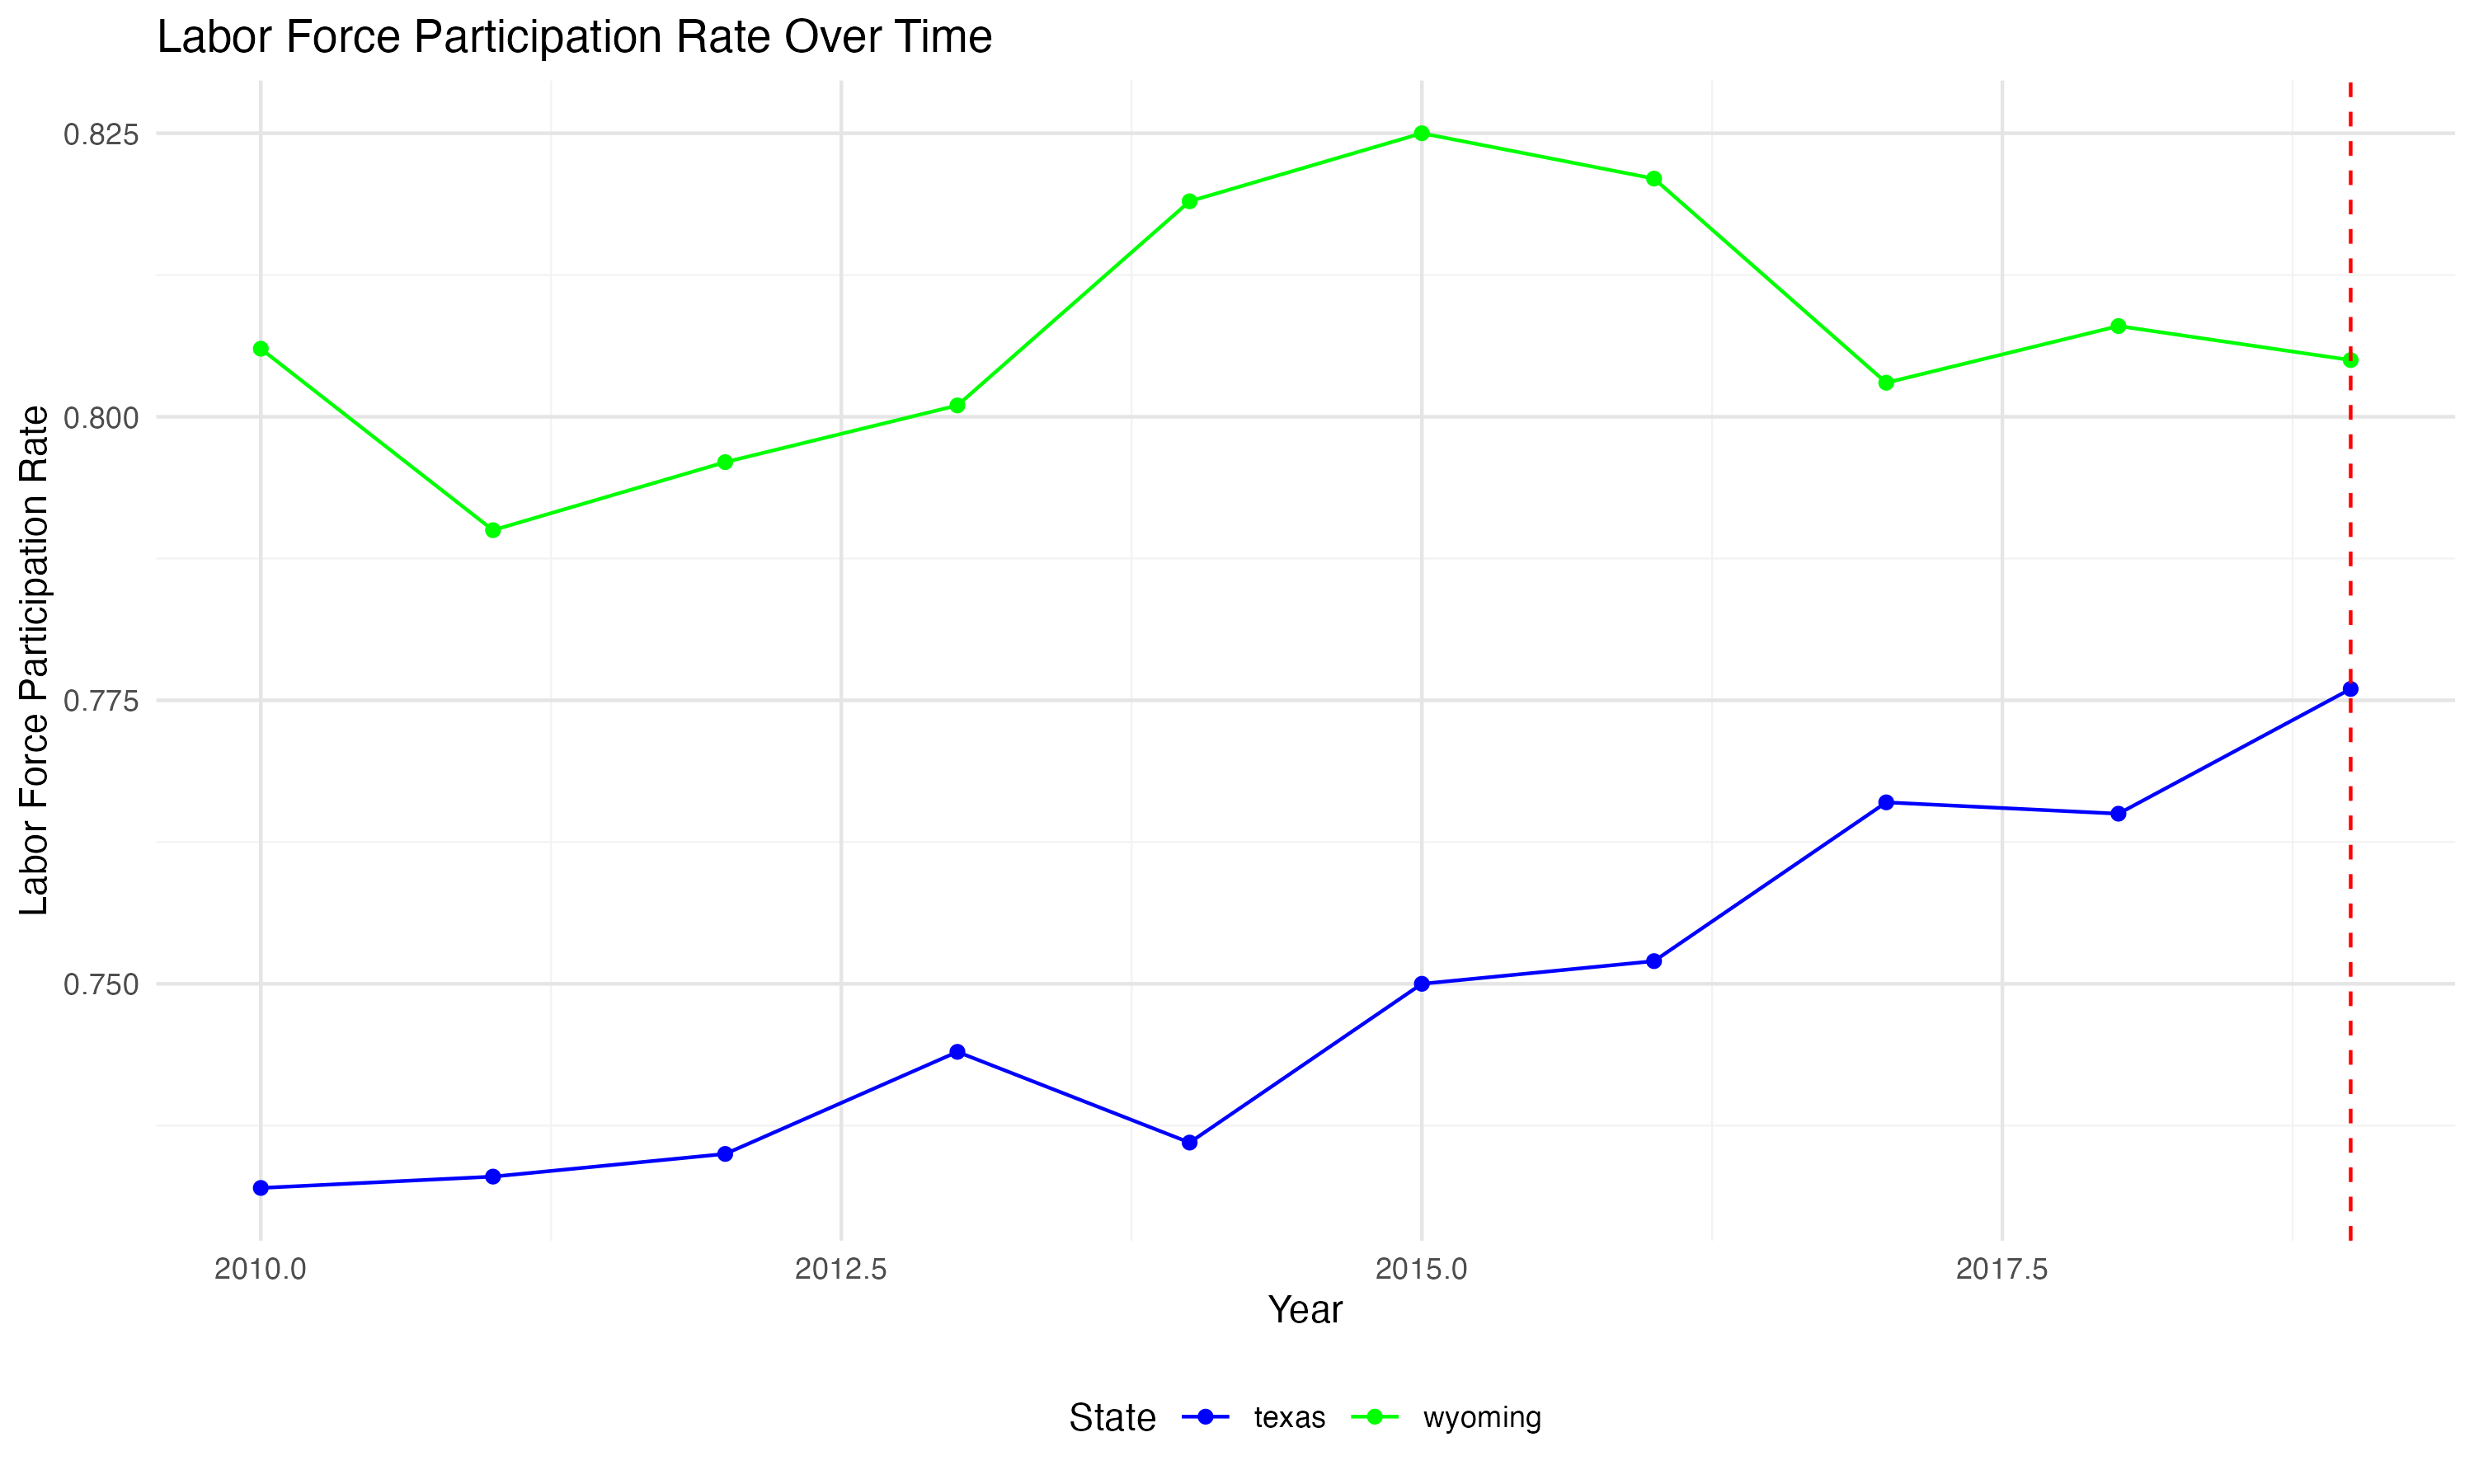 Labor Force Participation Rate Over Time
Labor Force Participation Rate
0.825
0.800
0.775
0.750
2010.0 2012.5 2015.0 2017.5
Year
State texas wyoming